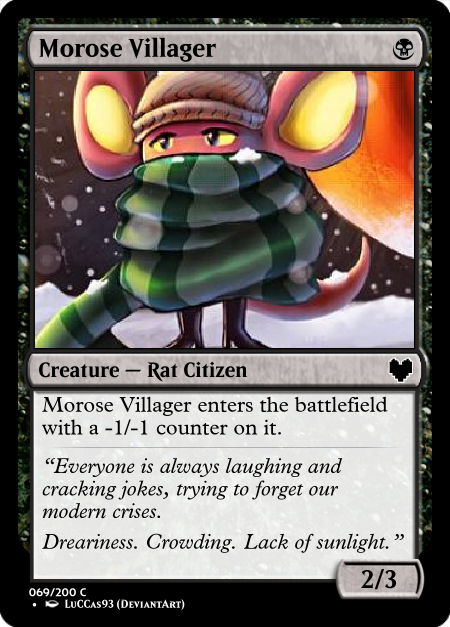 Morose Villager
Creature — Rat Citizen
Morose Villager enters the battlefield
with a -1/-1 counter on it.
“Everyone is always laughing and
cracking jokes, trying to forget our
modern crises.
Dreariness. Crowding. Lack of sunlight.”
2/3
069/200 C
• LuCCas93 (DeviantArt)